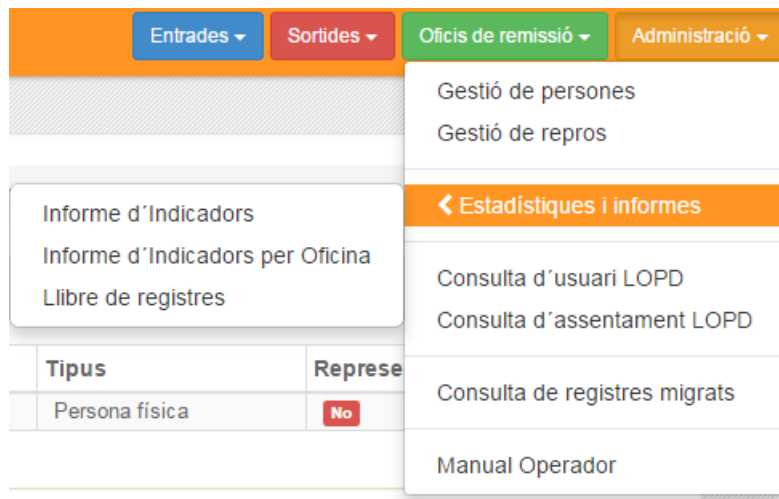 Entrades
Sortides
Oficis de remissió
Administració
Gestió de persones
Gestió de repros
Estadístiques i informes
Informe d´Indicadors
Informe d´Indicadors per Oficina
Llibre de registres
Consulta d´usuari LOPD
Consulta d´assentament LOPD
Consulta de registres migrats
Manual Operador
Tipus
Represe
Persona física
No